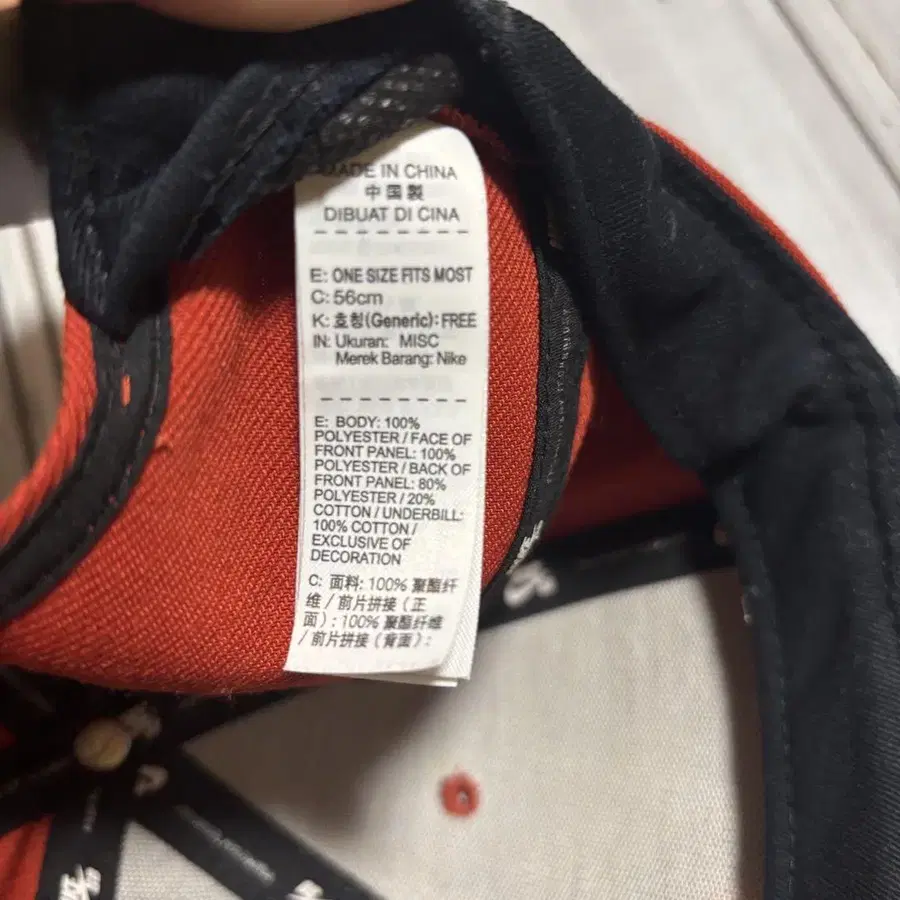 MADE IN CHINA
中国製
DIBUAT DI CINA
E: ONE SIZE FITS MOST
C: 56cm
K: 호칭(Generic): FREE
IN: Ukuran: MISC
Merek Barang: Nike
E: BODY: 100%
POLYESTER / FACE OF
FRONT PANEL: 100%
POLYESTER / BACK OF
FRONT PANEL: 80%
POLYESTER / 20%
COTTON / UNDERBILL:
100% COTTON /
EXCLUSIVE OF
DECORATION
C: 面料: 100% 聚酯纤
维 / 前片拼接（正
面）: 100% 聚酯纤维
/ 前片拼接（背面）: